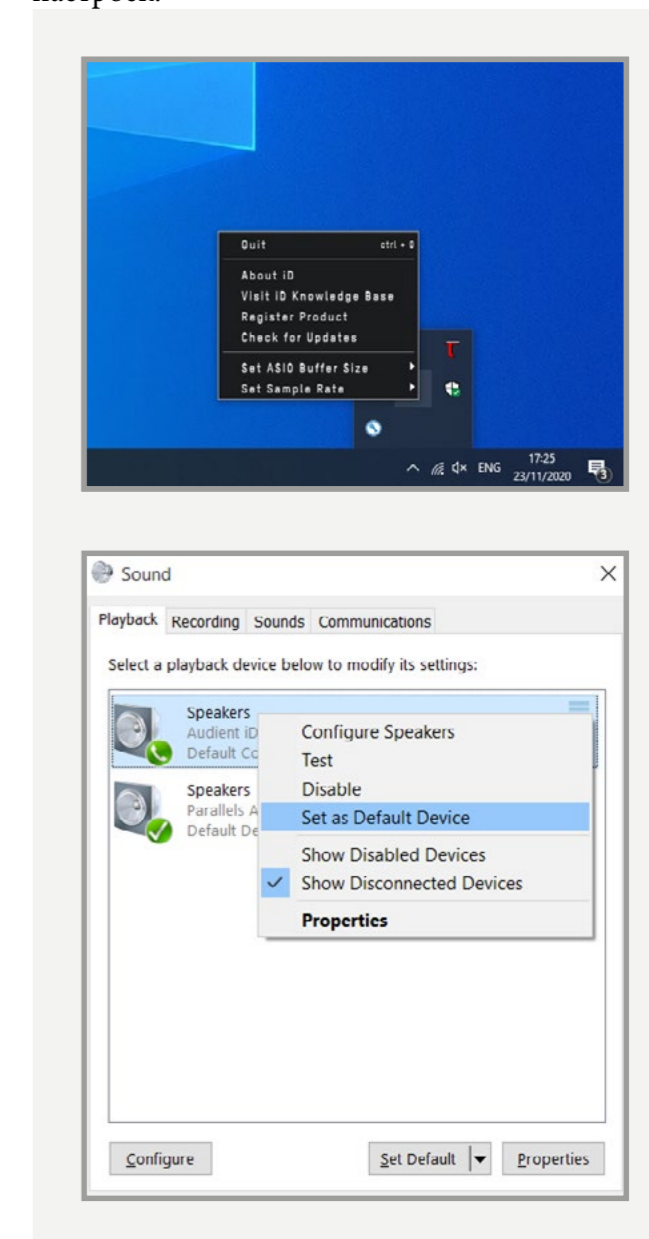 Quit ctrl + Q
About iD
Visit iD Knowledge Base
Register Product
Check for Updates
Set ASIO Buffer Size
Set Sample Rate
ENG
17:25
23/11/2020
3
Sound
Playback Recording Sounds Communications
Select a playback device below to modify its settings:
Speakers
Audient iD
Default
Speakers
Parallels
Default
Configure Speakers
Test
Disable
Set as Default Device
Show Disabled Devices
Show Disconnected Devices
Properties
Configure Set Default Properties